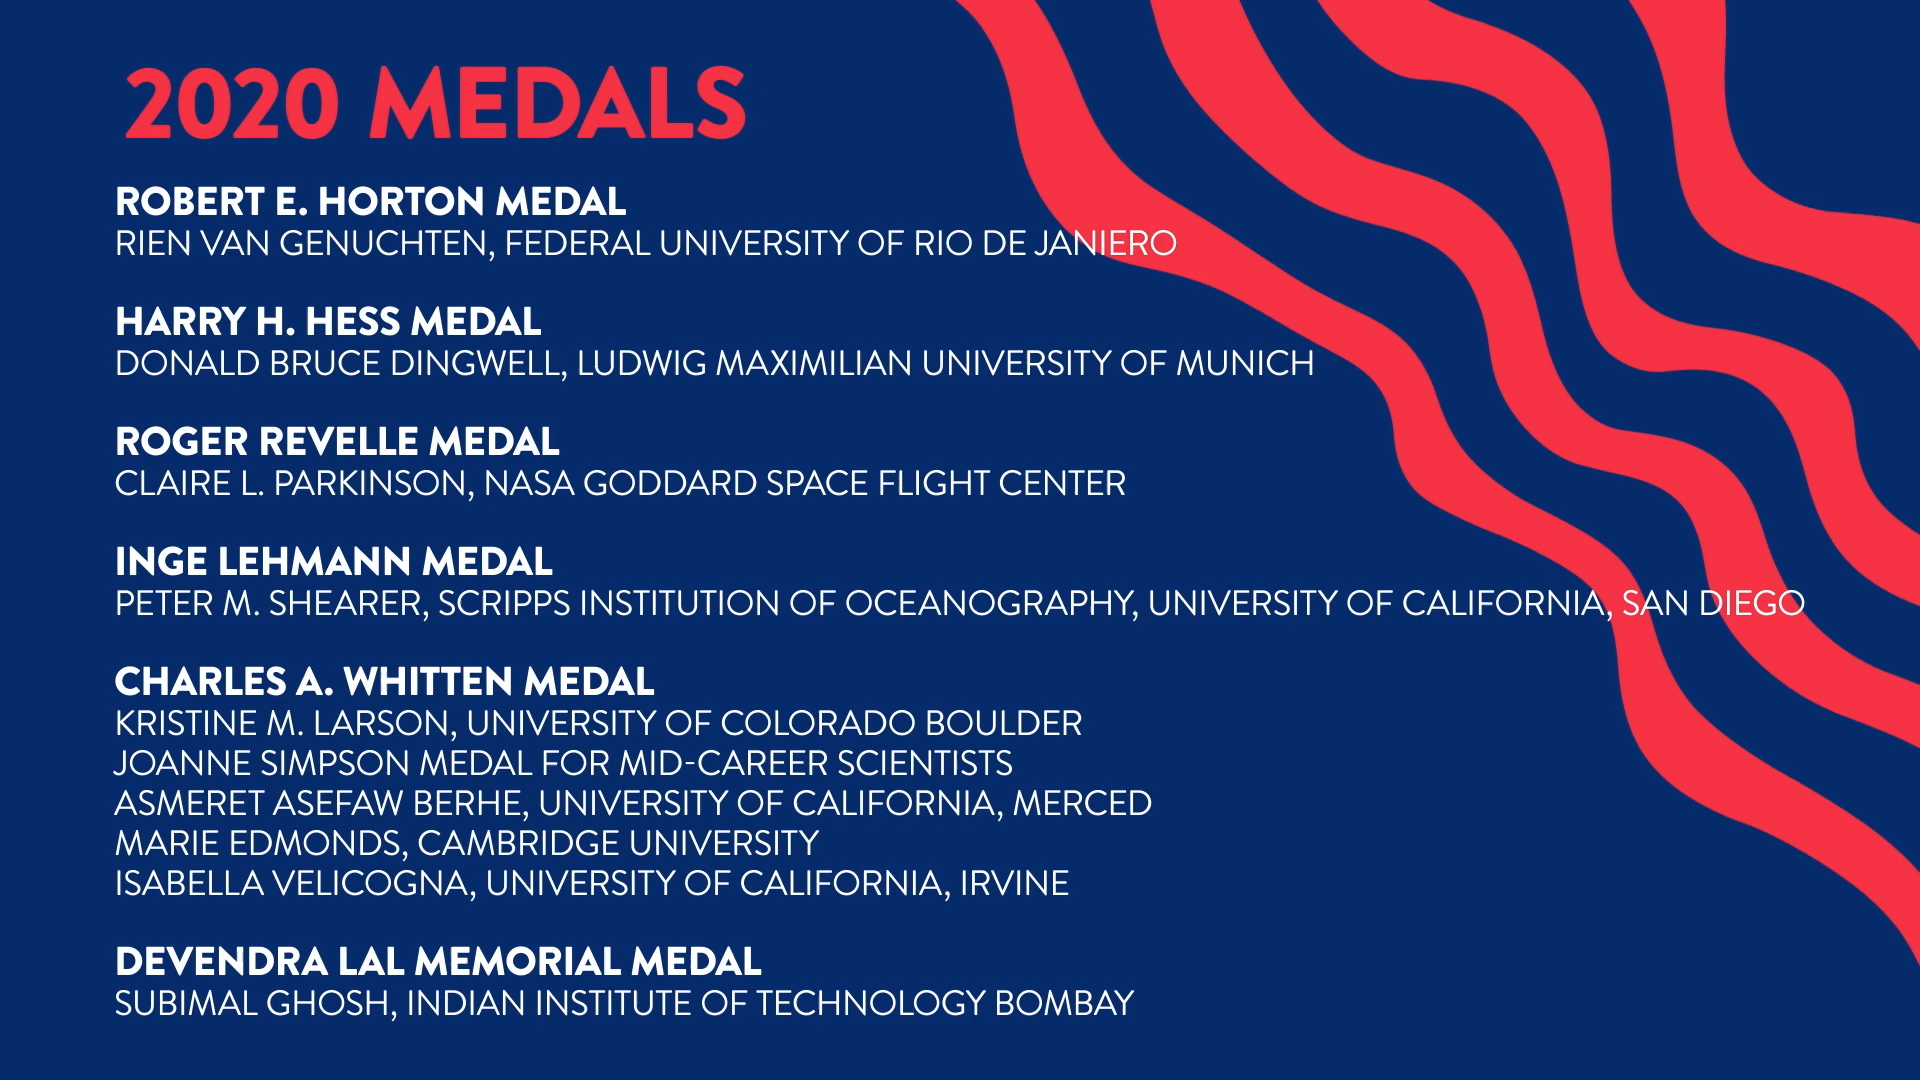 2020 MEDALS
ROBERT E. HORTON MEDAL
RIEN VAN GENUCHTEN, FEDERAL UNIVERSITY OF RIO DE JANIERO
HARRY H. HESS MEDAL
DONALD BRUCE DINGWELL, LUDWIG MAXIMILIAN UNIVERSITY OF MUNICH
ROGER REVELLE MEDAL
CLAIRE L. PARKINSON, NASA GODDARD SPACE FLIGHT CENTER
INGE LEHMANN MEDAL
PETER M. SHEARER, SCRIPPS INSTITUTION OF OCEANOGRAPHY, UNIVERSITY OF CALIFORNIA, SAN DIEGO
CHARLES A. WHITTEN MEDAL
KRISTINE M. LARSON, UNIVERSITY OF COLORADO BOULDER
JOANNE SIMPSON MEDAL FOR MID-CAREER SCIENTISTS
ASMERET ASEFAW BERHE, UNIVERSITY OF CALIFORNIA, MERCED
MARIE EDMONDS, CAMBRIDGE UNIVERSITY
ISABELLA VELICOGNA, UNIVERSITY OF CALIFORNIA, IRVINE
DEVENDRA LAL MEMORIAL MEDAL
SUBIMAL GHOSH, INDIAN INSTITUTE OF TECHNOLOGY BOMBAY